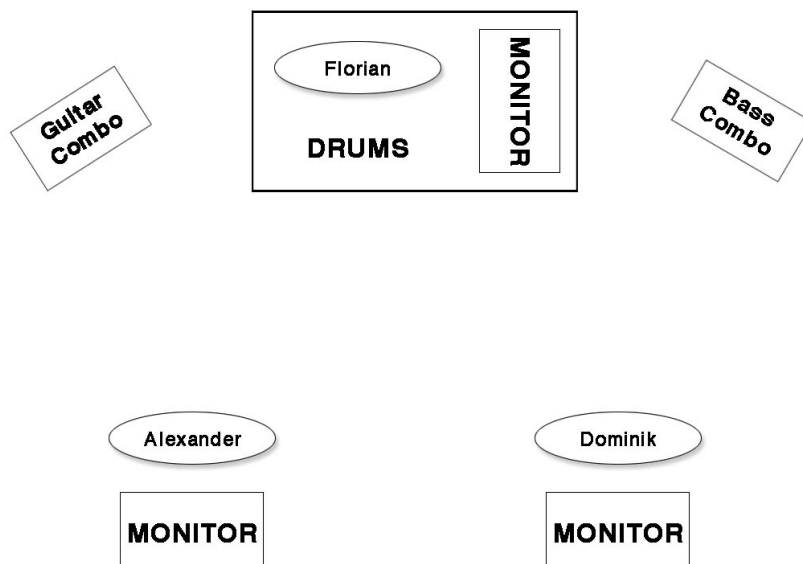 Florian
MONITOR
DRUMS
Guitar
Combo
Bass
Combo
Alexander
Dominik
MONITOR
MONITOR